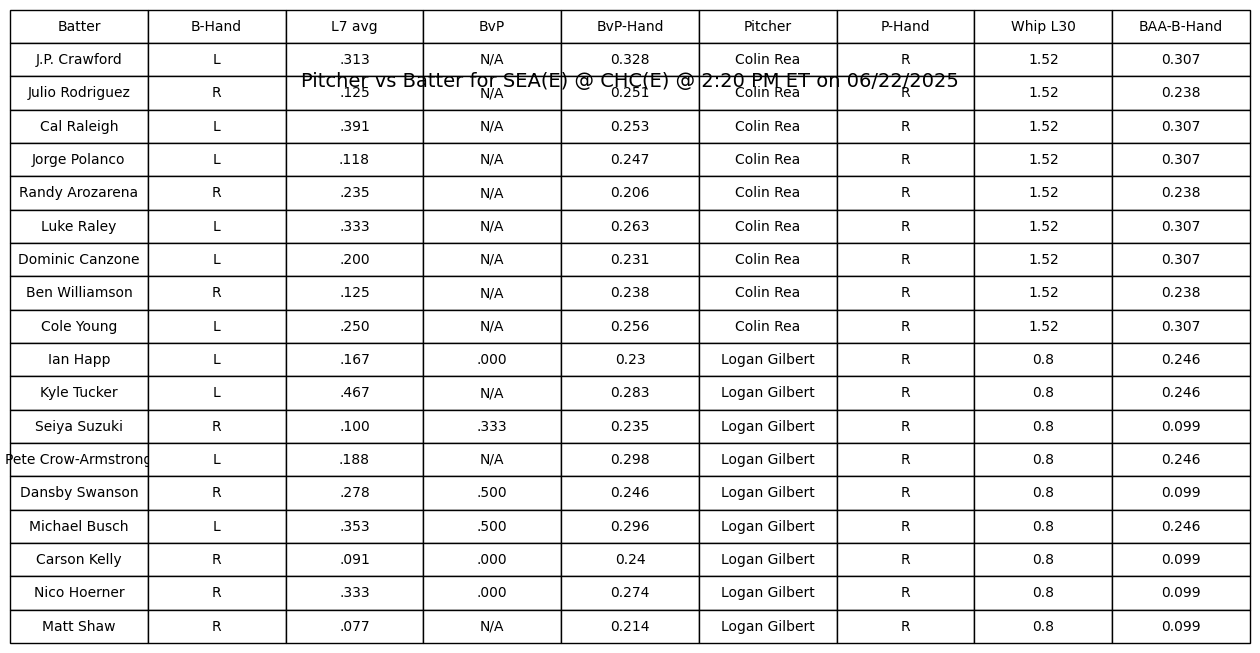 Batter B-Hand L7 avg BvP BvP-Hand Pitcher P-Hand Whip L30 BAA-B-Hand
J.P. Crawford L .313 N/A 0.328 Colin Rea R 1.52 0.307
Pitcher vs Batter for SEA(E) @ CHC(E) @ 2:20 PM ET on 06/22/2025
Julio Rodriguez R .125 N/A 0.251 Colin Rea R 1.52 0.238
Cal Raleigh L .391 N/A 0.253 Colin Rea R 1.52 0.307
Jorge Polanco L .118 N/A 0.247 Colin Rea R 1.52 0.307
Randy Arozarena R .235 N/A 0.206 Colin Rea R 1.52 0.238
Luke Raley L .333 N/A 0.263 Colin Rea R 1.52 0.307
Dominic Canzone L .200 N/A 0.231 Colin Rea R 1.52 0.307
Ben Williamson R .125 N/A 0.238 Colin Rea R 1.52 0.238
Cole Young L .250 N/A 0.256 Colin Rea R 1.52 0.307
Ian Happ L .167 .000 0.23 Logan Gilbert R 0.8 0.246
Kyle Tucker L .467 N/A 0.283 Logan Gilbert R 0.8 0.246
Seiya Suzuki R .100 .333 0.235 Logan Gilbert R 0.8 0.099
Pete Crow-Armstrong L .188 N/A 0.298 Logan Gilbert R 0.8 0.246
Dansby Swanson R .278 .500 0.246 Logan Gilbert R 0.8 0.099
Michael Busch L .353 .500 0.296 Logan Gilbert R 0.8 0.246
Carson Kelly R .091 .000 0.24 Logan Gilbert R 0.8 0.099
Nico Hoerner R .333 .000 0.274 Logan Gilbert R 0.8 0.099
Matt Shaw R .077 N/A 0.214 Logan Gilbert R 0.8 0.099